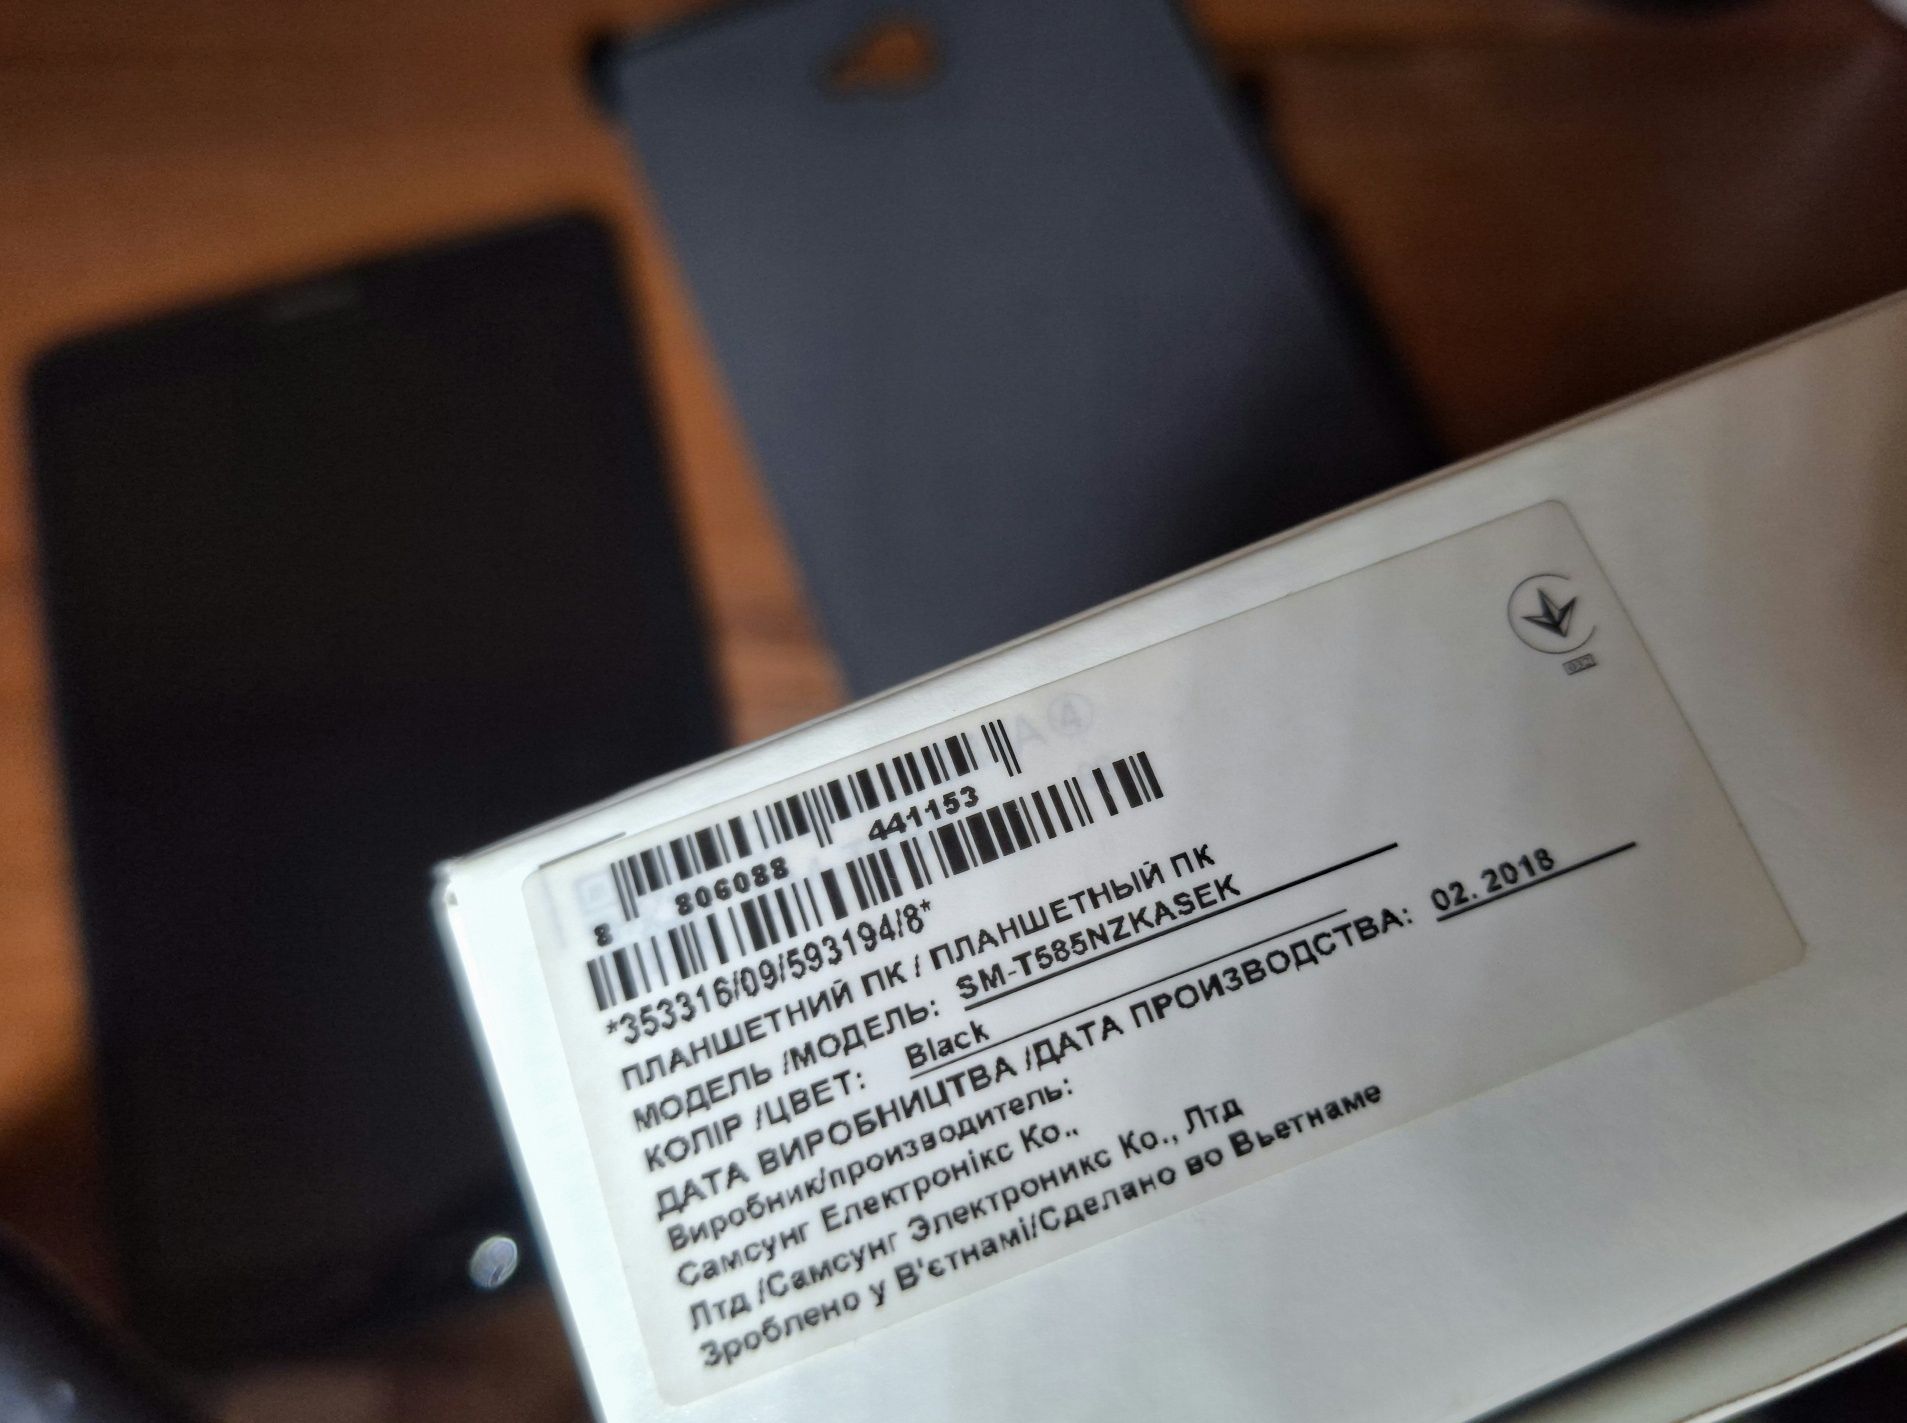 8 806088 441153
*353316/09/593194/8*
ПЛАНШЕТНИЙ ПК / ПЛАНШЕТНЫЙ ПК
МОДЕЛЬ /МОДЕЛЬ: SM-T585NZKASEK
КОЛІР /ЦВЕТ: Black
ДАТА ВИРОБНИЦТВА /ДАТА ПРОИЗВОДСТВА: 02. 2018
Виробник/производитель:
Самсунг Електронікс Ко.,
Лтд /Самсунг Электроникс Ко., Лтд
Зроблено у В'єтнамі/Сделано во Вьетнаме